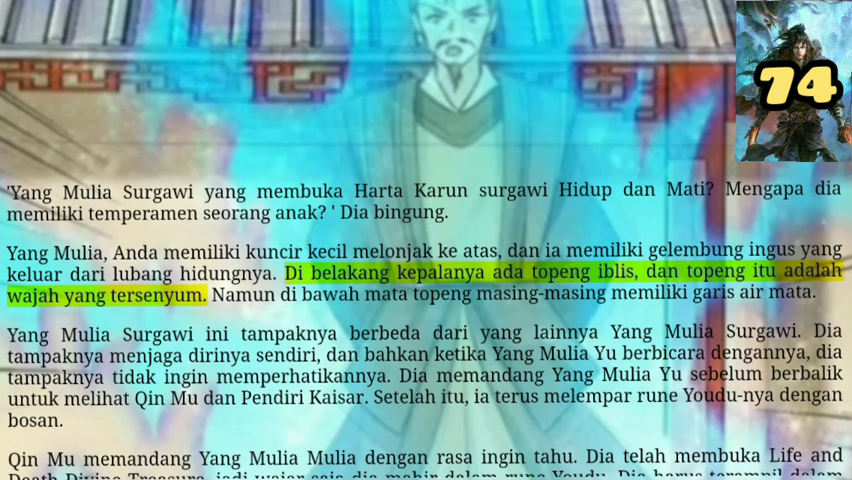 74
'Yang Mulia Surgawi yang membuka Harta Karun surgawi Hidup dan Mati? Mengapa dia
memiliki temperamen seorang anak? ' Dia bingung.
Yang Mulia, Anda memiliki kuncir kecil melonjak ke atas, dan ia memiliki gelembung ingus yang
keluar dari lubang hidungnya. Di belakang kepalanya ada topeng iblis, dan topeng itu adalah
wajah yang tersenyum. Namun di bawah mata topeng masing-masing memiliki garis air mata.
Yang Mulia Surgawi ini tampaknya berbeda dari yang lainnya Yang Mulia Surgawi. Dia
tampaknya menjaga dirinya sendiri, dan bahkan ketika Yang Mulia Yu berbicara dengannya, dia
tampaknya tidak ingin memperhatikannya. Dia memandang Yang Mulia Yu sebelum berbalik
untuk melihat Qin Mu dan Pendiri Kaisar. Setelah itu, ia terus melempar rune Youdu-nya dengan
bosan.
Qin Mu memandang Yang Mulia Mulia dengan rasa ingin tahu. Dia telah membuka Life and
Death Divine Treasure, jadi wajar saja dia mahir dalam rune Youdu. Dia harus terampil dalam